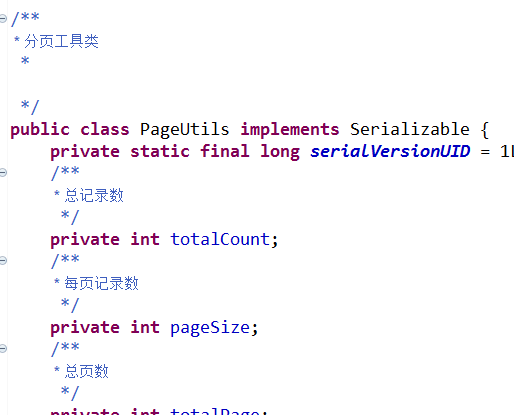 /**
* 分页工具类
*
*/
public class PageUtils implements Serializable {
private static final long serialVersionUID = 1
/**
* 总记录数
*/
private int totalCount;
/**
* 每页记录数
*/
private int pageSize;
/**
* 总页数
*/
private int totalPage;